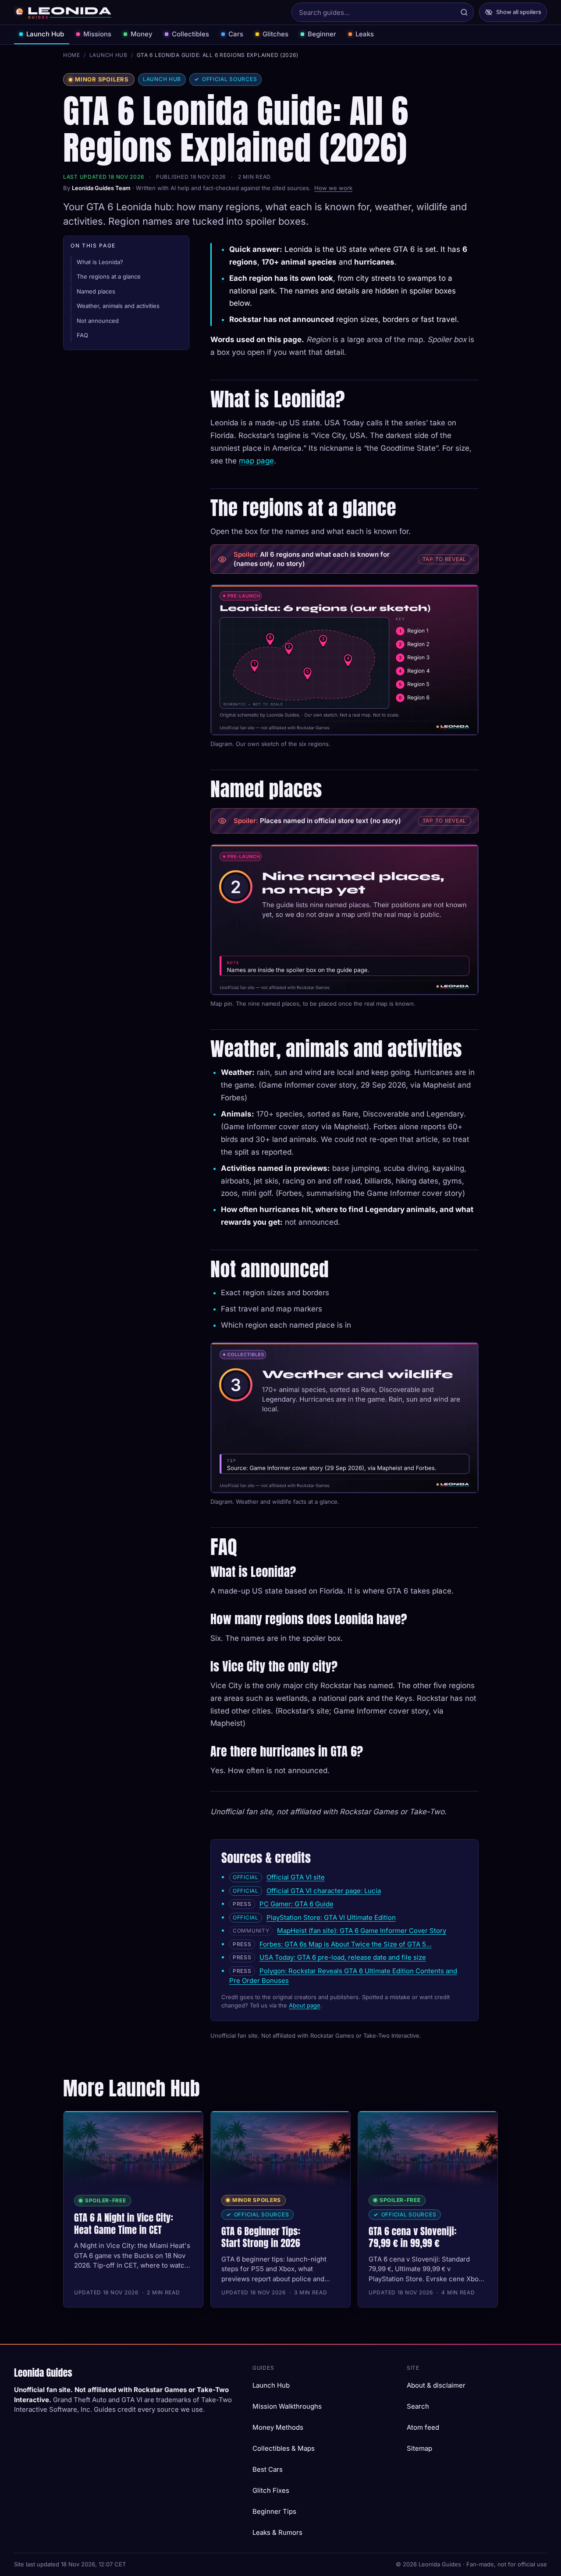 LEONIDA
GUIDES
Search guides...
Show all spoilers
Launch Hub
Missions
Money
Collectibles
Cars
Glitches
Beginner
Leaks
HOME / LAUNCH HUB / GTA 6 LEONIDA GUIDE: ALL 6 REGIONS EXPLAINED (2026)
MINOR SPOILERS
LAUNCH HUB
✓ OFFICIAL SOURCES
GTA 6 Leonida Guide: All 6
Regions Explained (2026)
LAST UPDATED 18 NOV 2026 · PUBLISHED 18 NOV 2026 · 2 MIN READ
By Leonida Guides Team · Written with AI help and fact-checked against the cited sources. How we work
Your GTA 6 Leonida hub: how many regions, what each is known for, weather, wildlife and
activities. Region names are tucked into spoiler boxes.
ON THIS PAGE
What is Leonida?
The regions at a glance
Named places
Weather, animals and activities
Not announced
FAQ
Quick answer: Leonida is the US state where GTA 6 is set. It has 6
regions, 170+ animal species and hurricanes.
Each region has its own look, from city streets to swamps to a
national park. The names and details are hidden in spoiler boxes
below.
Rockstar has not announced region sizes, borders or fast travel.
Words used on this page. Region is a large area of the map. Spoiler box is
a box you open if you want that detail.
What is Leonida?
Leonida is a made-up US state. USA Today calls it the series' take on
Florida. Rockstar's tagline is "Vice City, USA. The darkest side of the
sunniest place in America." Its nickname is "the Goodtime State". For size,
see the map page.
The regions at a glance
Open the box for the names and what each is known for.
Spoiler: All 6 regions and what each is known for
(names only, no story)
TAP TO REVEAL
PRE-LAUNCH
Leonida: 6 regions (our sketch)
KEY
1 Region 1
2 Region 2
3 Region 3
4 Region 4
5 Region 5
6 Region 6
SCHEMATIC — NOT TO SCALE
Original schematic by Leonida Guides. · Our own sketch. Not a real map. Not to scale.
Unofficial fan site — not affiliated with Rockstar Games
LEONIDA
Diagram. Our own sketch of the six regions.
Named places
Spoiler: Places named in official store text (no story)
TAP TO REVEAL
PRE-LAUNCH
2
Nine named places,
no map yet
The guide lists nine named places. Their positions are not known
yet, so we do not draw a map until the real map is public.
NOTE
Names are inside the spoiler box on the guide page.
Unofficial fan site — not affiliated with Rockstar Games
LEONIDA
Map pin. The nine named places, to be placed once the real map is known.
Weather, animals and activities
Weather: rain, sun and wind are local and keep going. Hurricanes are in
the game. (Game Informer cover story, 29 Sep 2026, via Mapheist and
Forbes)
Animals: 170+ species, sorted as Rare, Discoverable and Legendary.
(Game Informer cover story via Mapheist). Forbes alone reports 60+
birds and 30+ land animals. We could not re-open that article, so treat
the split as reported.
Activities named in previews: base jumping, scuba diving, kayaking,
airboats, jet skis, racing on and off road, billiards, hiking dates, gyms,
zoos, mini golf. (Forbes, summarising the Game Informer cover story)
How often hurricanes hit, where to find Legendary animals, and what
rewards you get: not announced.
Not announced
Exact region sizes and borders
Fast travel and map markers
Which region each named place is in
COLLECTIBLES
3
Weather and wildlife
170+ animal species, sorted as Rare, Discoverable and
Legendary. Hurricanes are in the game. Rain, sun and wind are
local.
TIP
Source: Game Informer cover story (29 Sep 2026), via Mapheist and Forbes.
Unofficial fan site — not affiliated with Rockstar Games
LEONIDA
Diagram. Weather and wildlife facts at a glance.
FAQ
What is Leonida?
A made-up US state based on Florida. It is where GTA 6 takes place.
How many regions does Leonida have?
Six. The names are in the spoiler box.
Is Vice City the only city?
Vice City is the only major city Rockstar has named. The other five regions
are areas such as wetlands, a national park and the Keys. Rockstar has not
listed other cities. (Rockstar's site; Game Informer cover story, via
Mapheist)
Are there hurricanes in GTA 6?
Yes. How often is not announced.
Unofficial fan site, not affiliated with Rockstar Games or Take-Two.
Sources & credits
OFFICIAL Official GTA VI site
OFFICIAL Official GTA VI character page: Lucia
PRESS PC Gamer: GTA 6 Guide
OFFICIAL PlayStation Store: GTA VI Ultimate Edition
COMMUNITY MapHeist (fan site): GTA 6 Game Informer Cover Story
PRESS Forbes: GTA 6s Map is About Twice the Size of GTA 5...
PRESS USA Today: GTA 6 pre-load, release date and file size
PRESS Polygon: Rockstar Reveals GTA 6 Ultimate Edition Contents and
Pre Order Bonuses
Credit goes to the original creators and publishers. Spotted a mistake or want credit
changed? Tell us via the About page.
Unofficial fan site. Not affiliated with Rockstar Games or Take-Two Interactive.
More Launch Hub
SPOILER-FREE
GTA 6 A Night in Vice City:
Heat Game Time in CET
A Night in Vice City: the Miami Heat's
GTA 6 game vs the Bucks on 18 Nov
2026. Tip-off in CET, where to watc...
UPDATED 18 NOV 2026 · 2 MIN READ
MINOR SPOILERS
✓ OFFICIAL SOURCES
GTA 6 Beginner Tips:
Start Strong in 2026
GTA 6 beginner tips: launch-night
steps for PS5 and Xbox, what
previews report about police and...
UPDATED 18 NOV 2026 · 3 MIN READ
SPOILER-FREE
✓ OFFICIAL SOURCES
GTA 6 cena v Sloveniji:
79,99 € in 99,99 €
GTA 6 cena v Sloveniji: Standard
79,99 €, Ultimate 99,99 € v
PlayStation Store. Evrske cene Xbo...
UPDATED 18 NOV 2026 · 4 MIN READ
Leonida Guides
Unofficial fan site. Not affiliated with Rockstar Games or Take-Two
Interactive. Grand Theft Auto and GTA VI are trademarks of Take-Two
Interactive Software, Inc. Guides credit every source we use.
GUIDES
Launch Hub
Mission Walkthroughs
Money Methods
Collectibles & Maps
Best Cars
Glitch Fixes
Beginner Tips
Leaks & Rumors
SITE
About & disclaimer
Search
Atom feed
Sitemap
Site last updated 18 Nov 2026, 12:07 CET
© 2026 Leonida Guides · Fan-made, not for official use